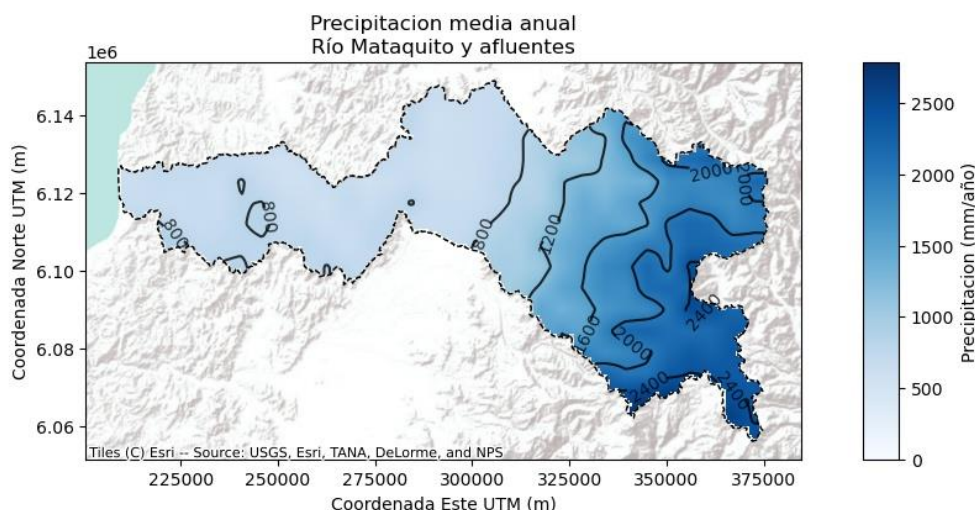 Precipitacion media anual
Río Mataquito y afluentes
1e6
6.14
6.12
6.10
6.08
6.06
Coordenada Norte UTM (m)
800
800
800
1200
1600
2000
2000
2000
2400
2400
2400
Tiles (C) Esri -- Source: USGS, Esri, TANA, DeLorme, and NPS
225000 250000 275000 300000 325000 350000 375000
Coordenada Este UTM (m)
2500
2000
1500
1000
500
0
Precipitacion (mm/año)